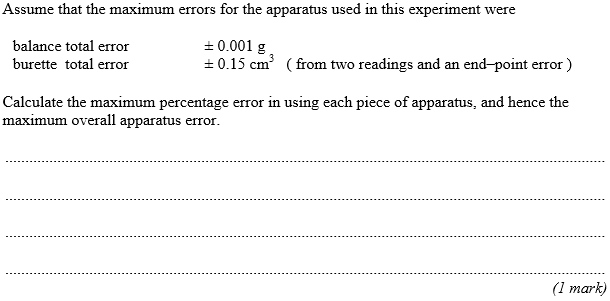 Assume that the maximum errors for the apparatus used in this experiment were
balance total error ± 0.001 g
burette total error ± 0.15 cm³ ( from two readings and an end–point error )
Calculate the maximum percentage error in using each piece of apparatus, and hence the
maximum overall apparatus error.
(1 mark)